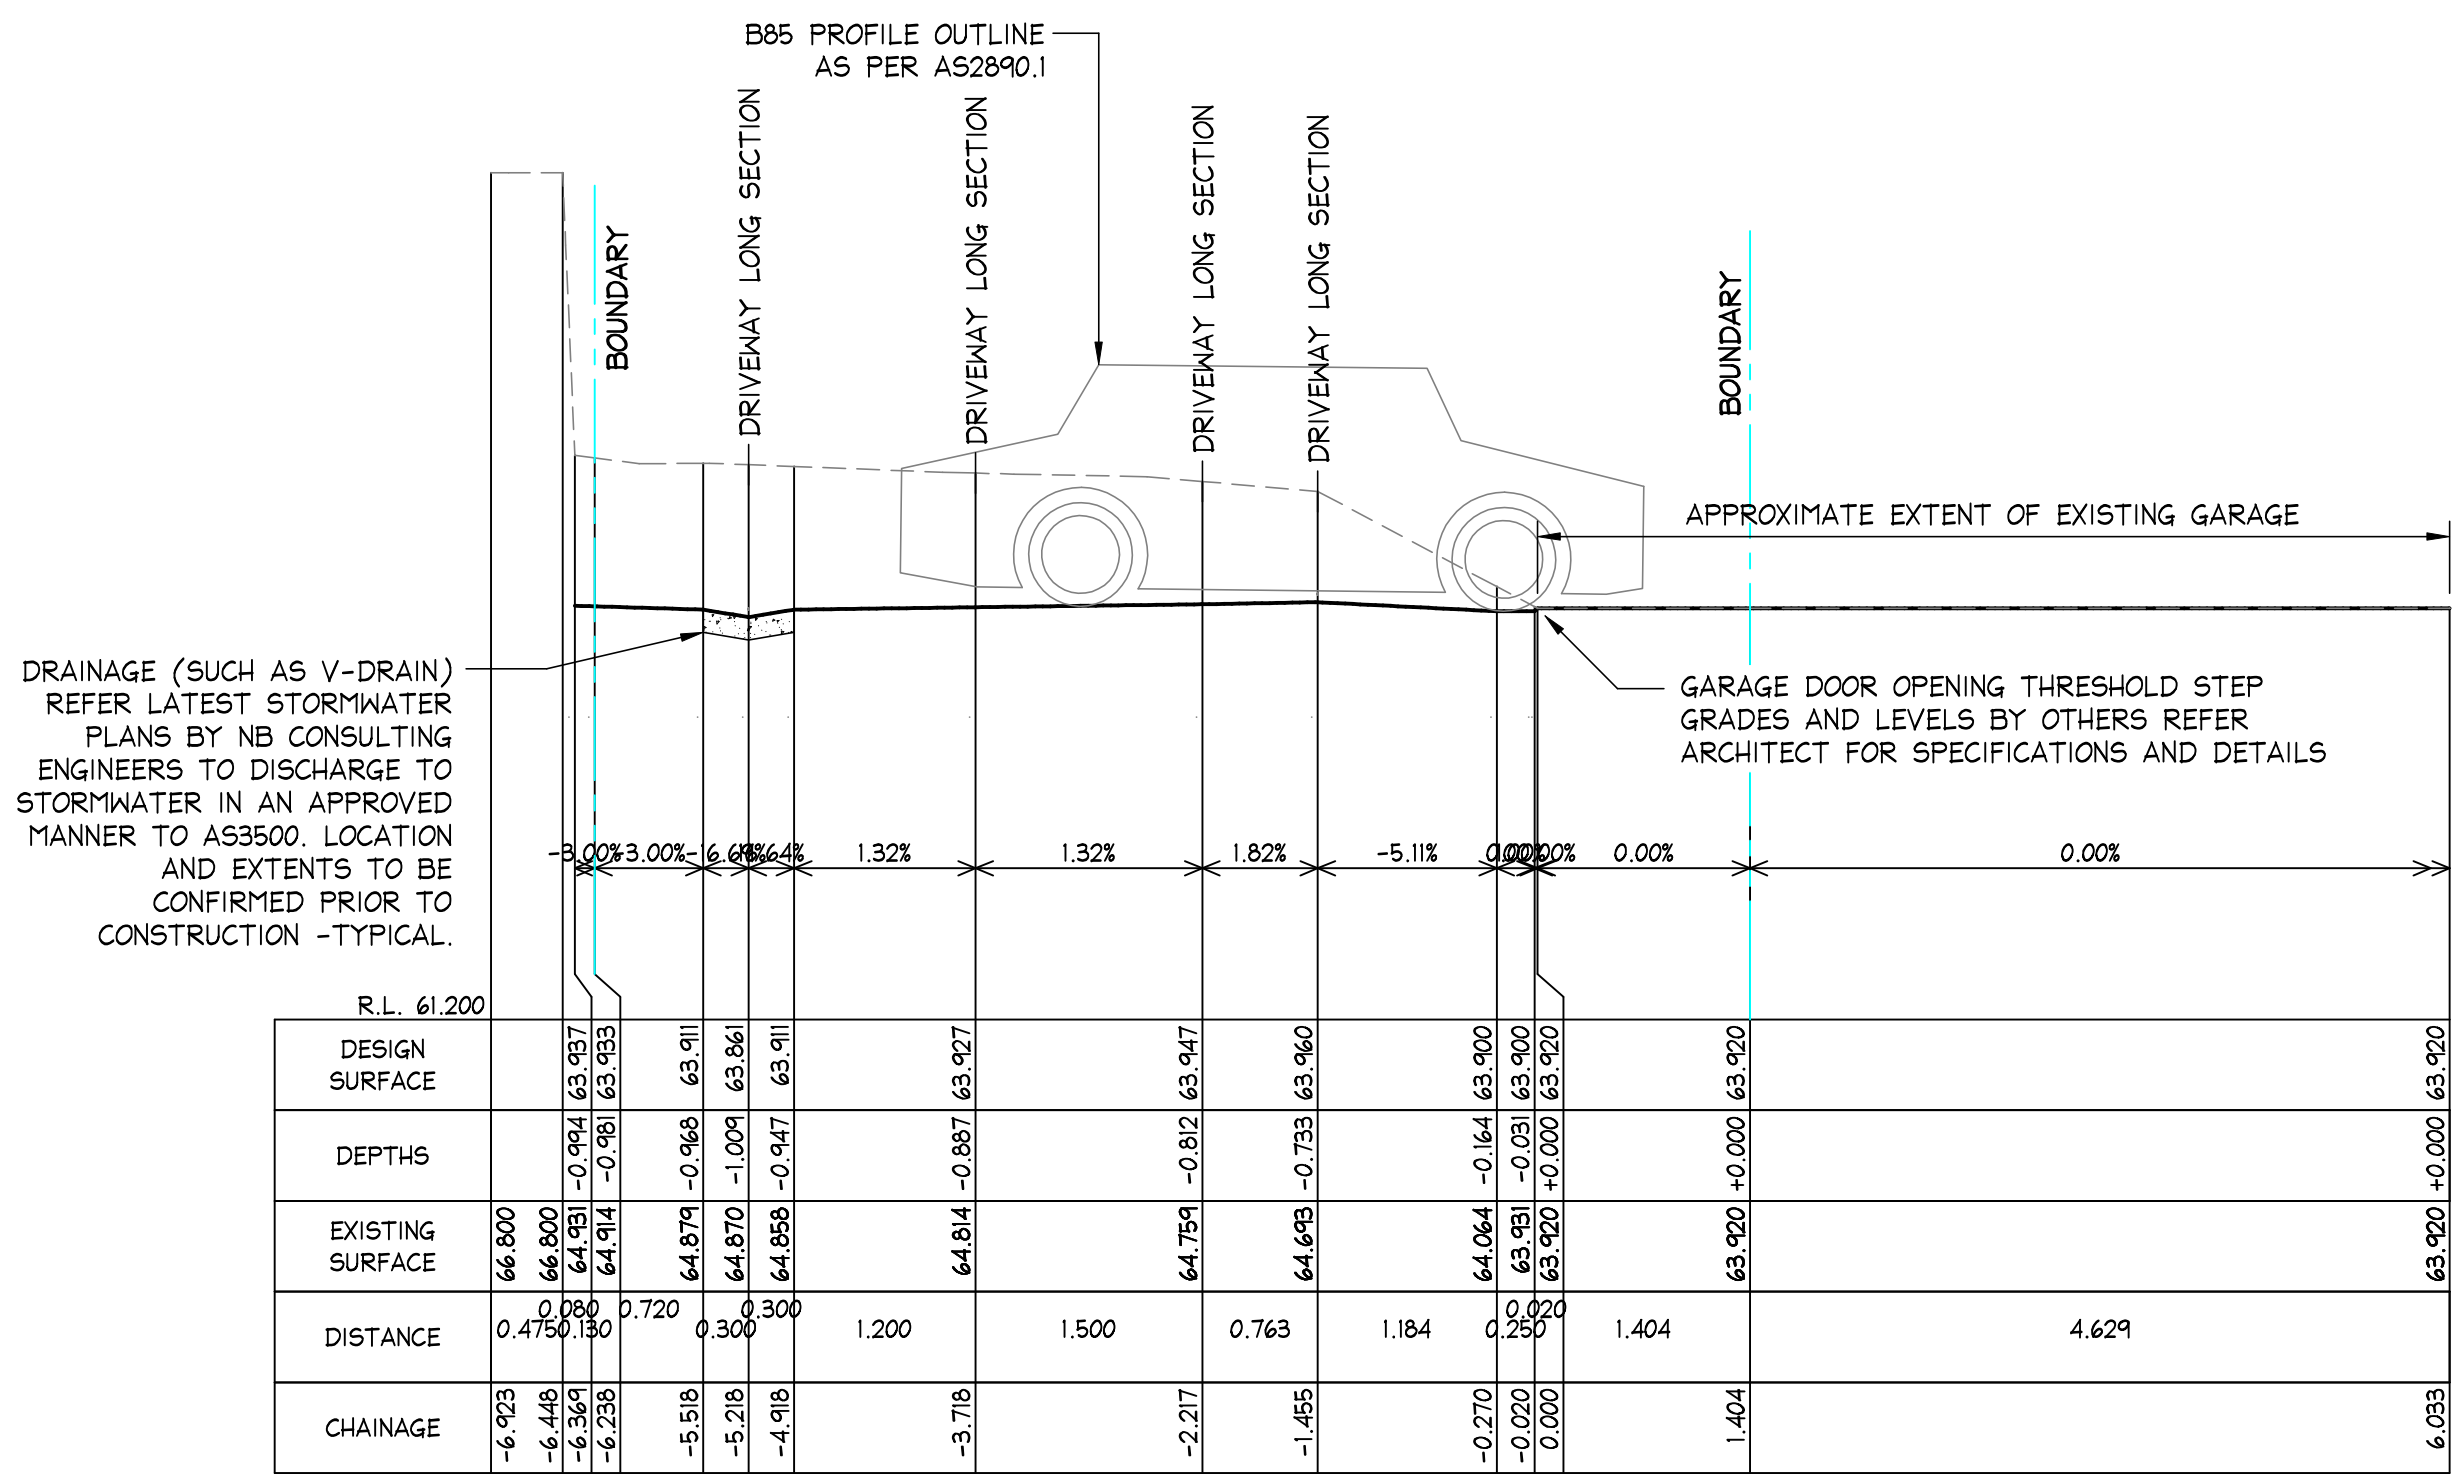 B85 PROFILE OUTLINE
AS PER AS2890.1
BOUNDARY
DRIVEWAY LONG SECTION
DRIVEWAY LONG SECTION
DRIVEWAY LONG SECTION
DRIVEWAY LONG SECTION
BOUNDARY
APPROXIMATE EXTENT OF EXISTING GARAGE
DRAINAGE (SUCH AS V-DRAIN)
REFER LATEST STORMWATER
PLANS BY NB CONSULTING
ENGINEERS TO DISCHARGE TO
STORMWATER IN AN APPROVED
MANNER TO AS3500. LOCATION
AND EXTENTS TO BE
CONFIRMED PRIOR TO
CONSTRUCTION -TYPICAL.
GARAGE DOOR OPENING THRESHOLD STEP
GRADES AND LEVELS BY OTHERS REFER
ARCHITECT FOR SPECIFICATIONS AND DETAILS
-3.00% -3.00% 1.32% 1.32% 1.82% -5.11% 0.00% 0.00%
R.L. 61.200
DESIGN
SURFACE
63.937 63.933 63.911 63.861 63.911 63.927 63.947 63.960 63.900 63.900 63.920 63.920 63.920
DEPTHS
-0.994 -0.981 -0.968 -1.009 -0.947 -0.887 -0.812 -0.733 -0.164 -0.031 +0.000 +0.000 +0.000
EXISTING
SURFACE
66.800 66.800 64.931 64.914 64.879 64.870 64.858 64.814 64.759 64.693 64.064 63.931 63.920 63.920 63.920
DISTANCE
0.475 0.080 0.130 0.720 0.300 0.300 1.200 1.500 0.763 1.184 0.250 0.020 1.404 4.629
CHAINAGE
-6.923 -6.448 -6.369 -6.238 -5.518 -5.218 -4.918 -3.718 -2.217 -1.455 -0.270 -0.020 0.000 1.404 6.033